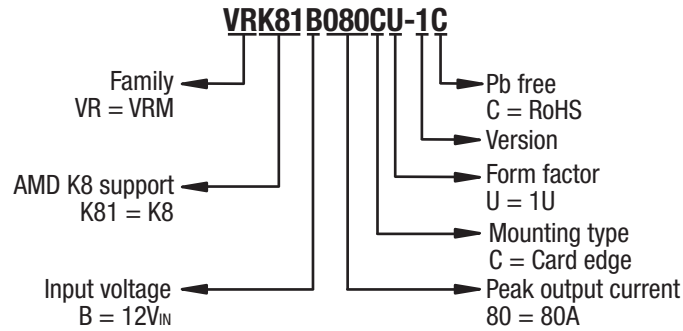 VRK81B080CU-1C
Family
VR = VRM
AMD K8 support
K81 = K8
Input voltage
B = 12VIN
Pb free
C = RoHS
Version
Form factor
U = 1U
Mounting type
C = Card edge
Peak output current
80 = 80A